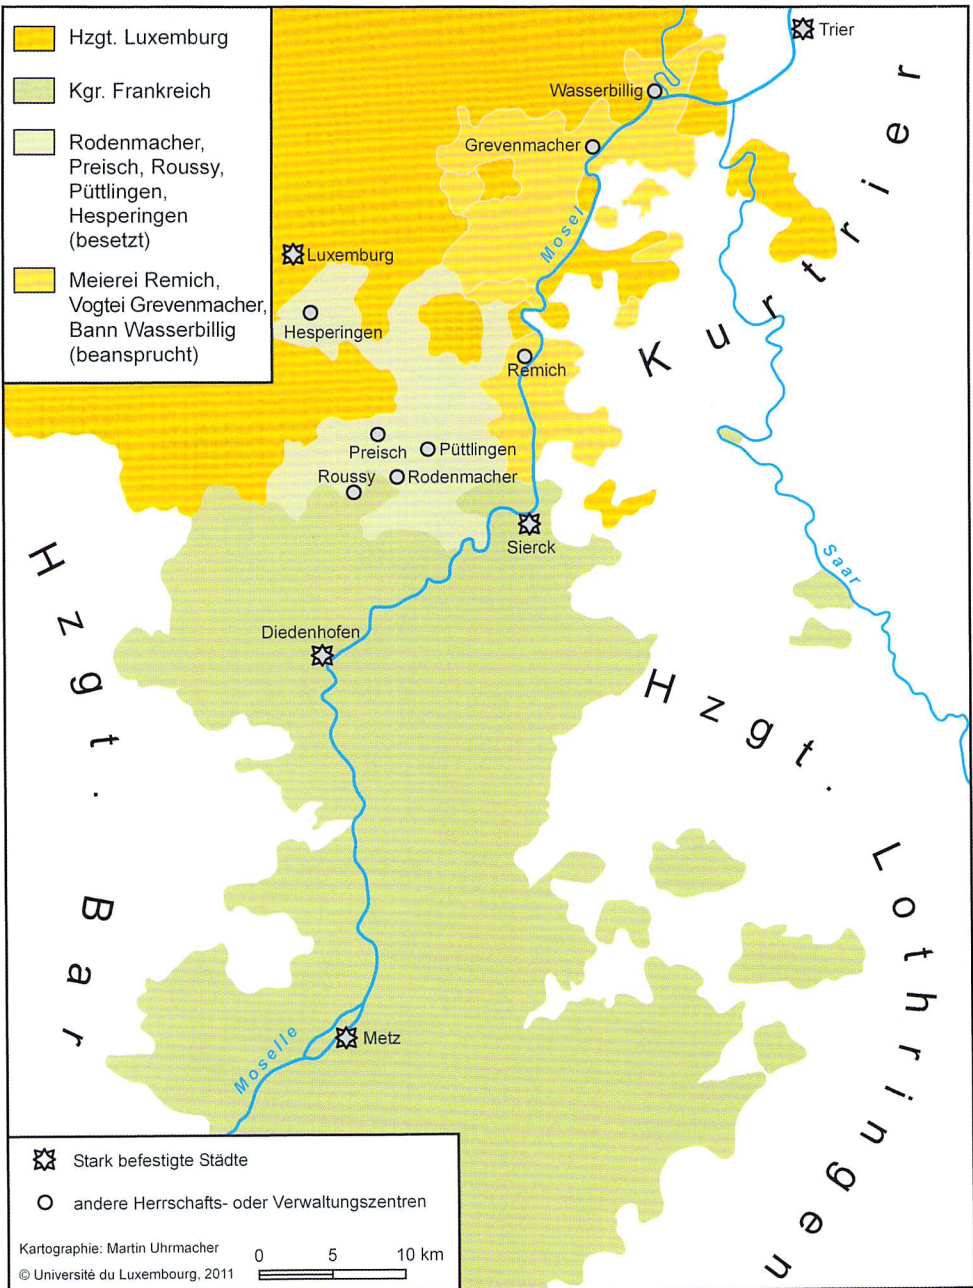 Hzgt. Luxemburg
Kgr. Frankreich
Rodenmacher,
Preisch, Roussy,
Püttlingen,
Hesperingen
(besetzt)
Meierei Remich,
Vogtei Grevenmacher,
Bann Wasserbillig
(beansprucht)
Trier
Wasserbillig
Grevenmacher
Mosel
Kurtrier
Luxemburg
Hesperingen
Remich
Preisch
Püttlingen
Roussy
Rodenmacher
Sierck
Saar
Diedenhofen
Hzgt. Bar
Hzgt. Lothringen
Metz
Moselle
Stark befestigte Städte
andere Herrschafts- oder Verwaltungszentren
Kartographie: Martin Uhrmacher
© Université du Luxembourg, 2011
0 5 10 km